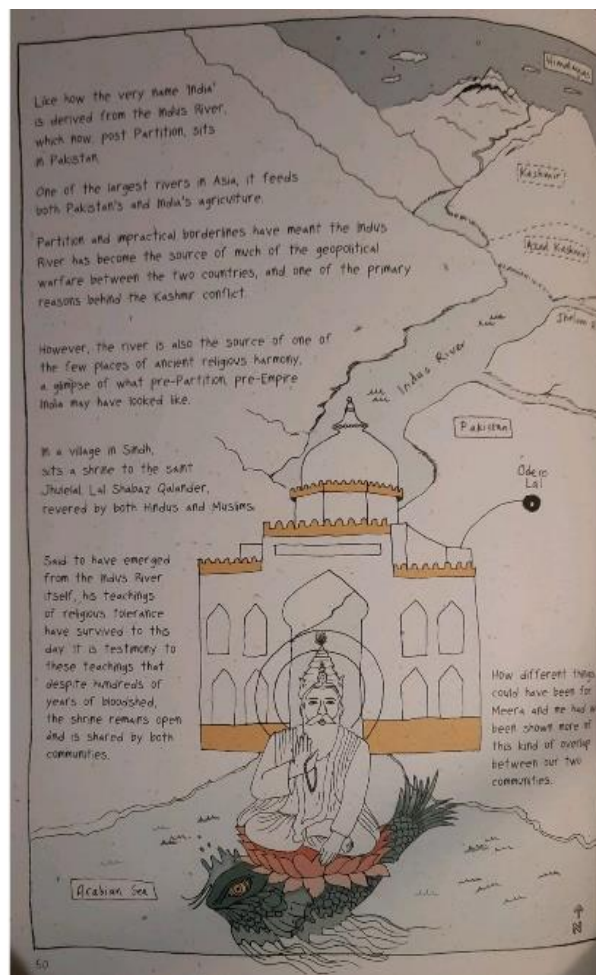 Like how the very name 'India'
is derived from the Indus River,
which now, post Partition, sits
in Pakistan.
One of the largest rivers in Asia, it feeds
both Pakistan's and India's agriculture.
Partition and impractical borderlines have meant the Indus
River has become the source of much of the geopolitical
warfare between the two countries, and one of the primary
reasons behind the Kashmir conflict.
However, the river is also the source of one of
the few places of ancient religious harmony,
a glimpse of what pre-Partition, pre-Empire
India may have looked like.
In a village in Sindh,
sits a shrine to the saint
Jhulelal Lal Shabaz Qalander,
revered by both Hindus and Muslims.
Said to have emerged
from the Indus River
itself, his teachings
of religious tolerance
have survived to this
day. It is testimony to
these teachings that
despite hundreds of
years of bloodshed,
the shrine remains open
and is shared by both
communities.
Himalayas
Kashmir
Azad Kashmir
Jhelum R
Indus River
Pakistan
Odero
Lal
How different things
could have been for
Meera and me had w
been shown more of
this kind of overlap
between our two
communities.
Arabian Sea
N
50